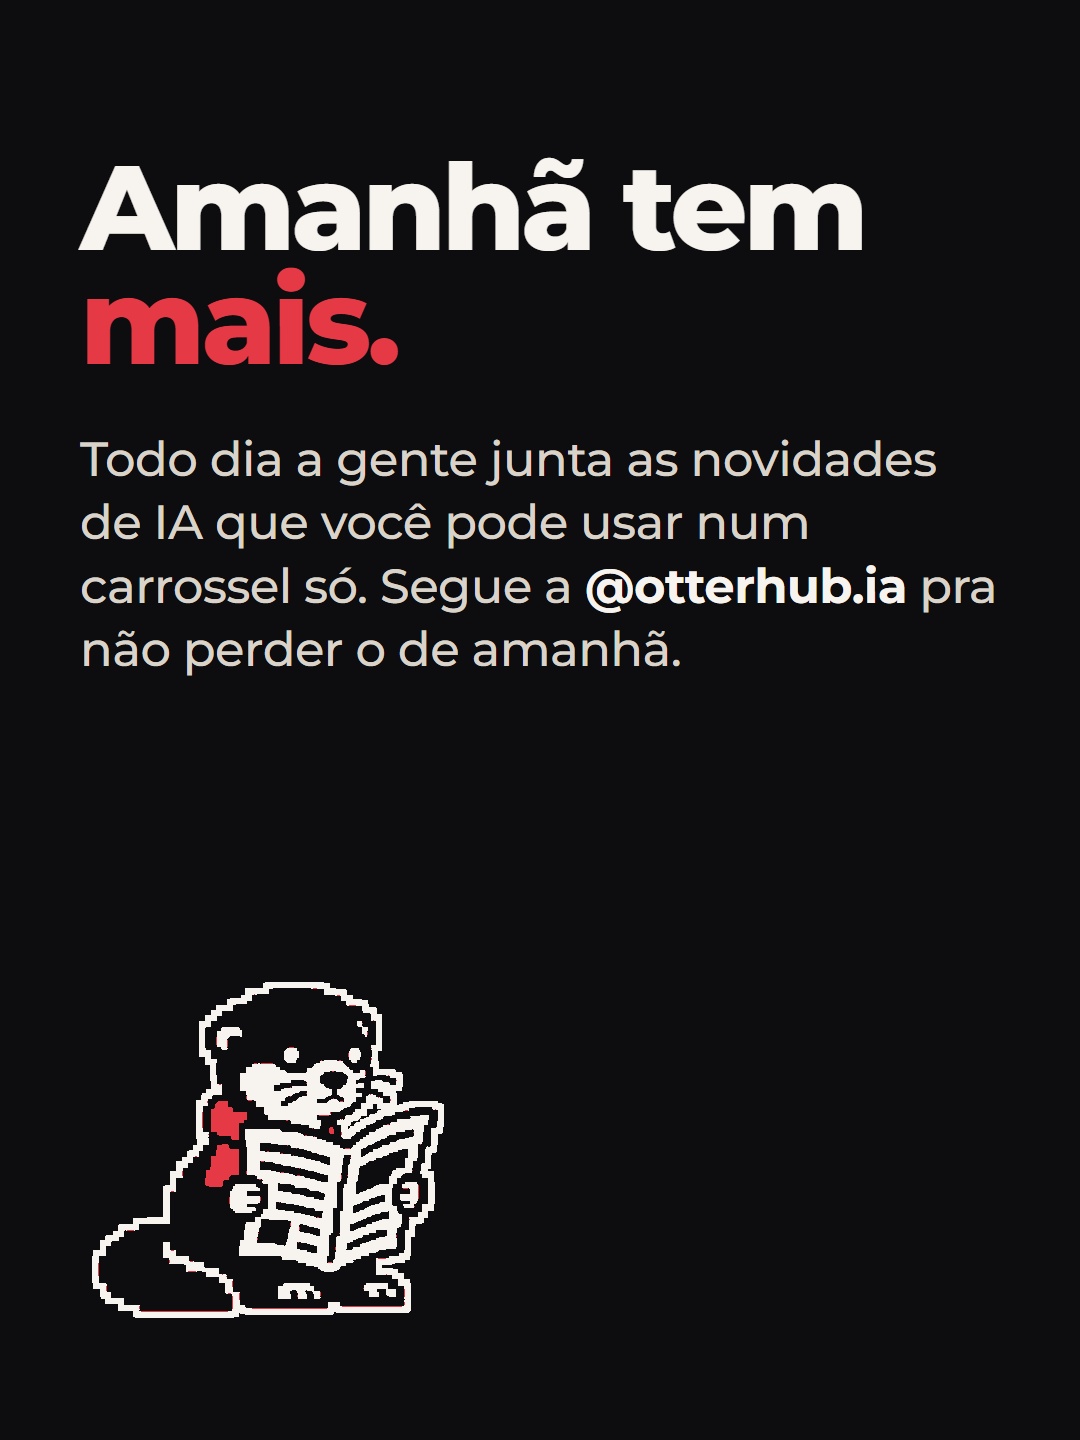 Amanhã tem
mais.
Todo dia a gente junta as novidades
de IA que você pode usar num
carrossel só. Segue a @otterhub.ia pra
não perder o de amanhã.